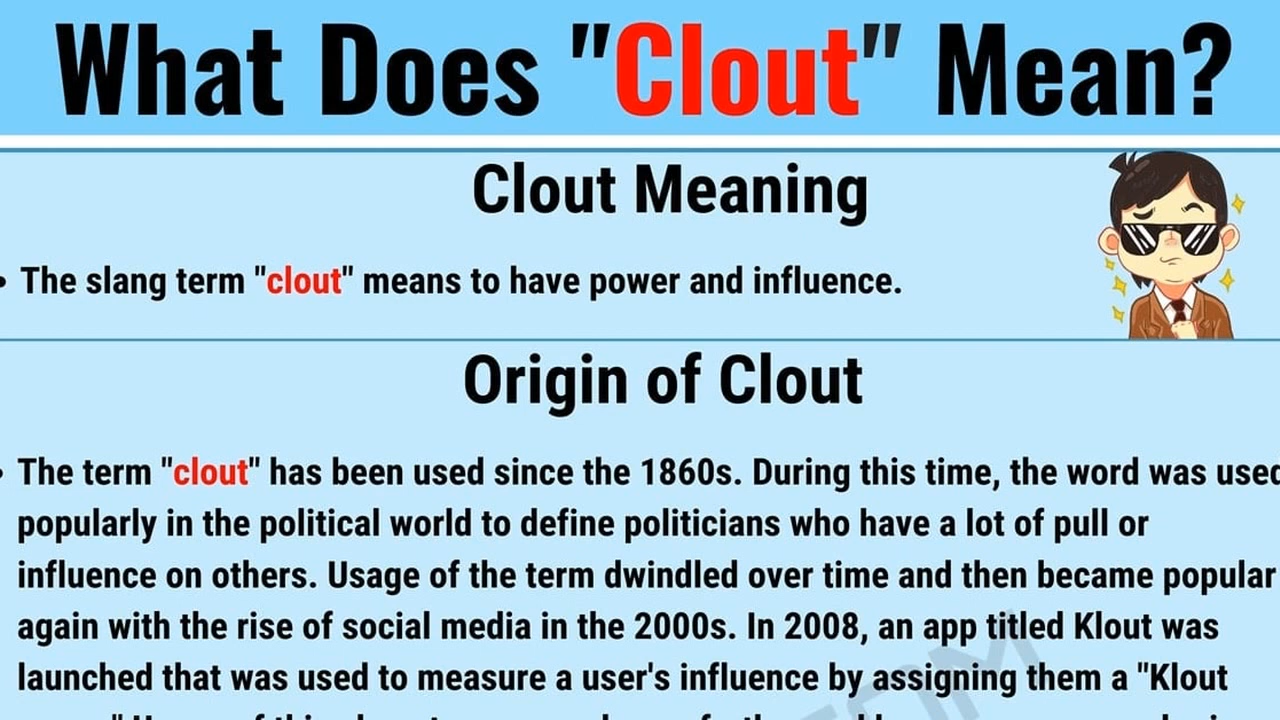 What Does "Clout" Mean?
Clout Meaning
• The slang term "clout" means to have power and influence.
Origin of Clout
• The term "clout" has been used since the 1860s. During this time, the word was used
popularly in the political world to define politicians who have a lot of pull or
influence on others. Usage of the term dwindled over time and then became popular
again with the rise of social media in the 2000s. In 2008, an app titled Klout was
launched that was used to measure a user's influence by assigning them a "Klout